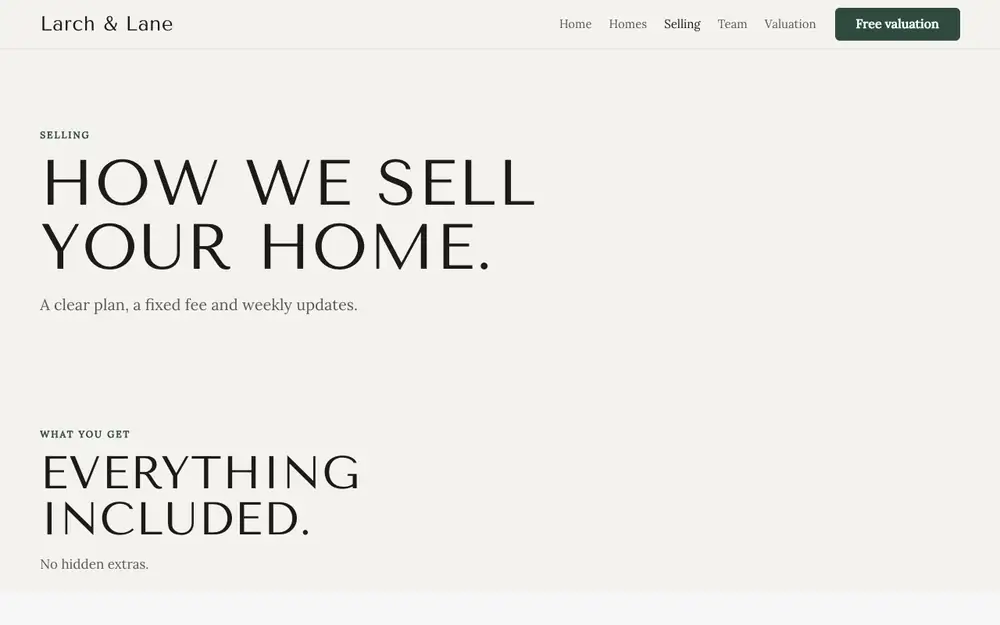 Larch & Lane
Home Homes Selling Team Valuation Free valuation
SELLING
HOW WE SELL
YOUR HOME.
A clear plan, a fixed fee and weekly updates.
WHAT YOU GET
EVERYTHING
INCLUDED.
No hidden extras.